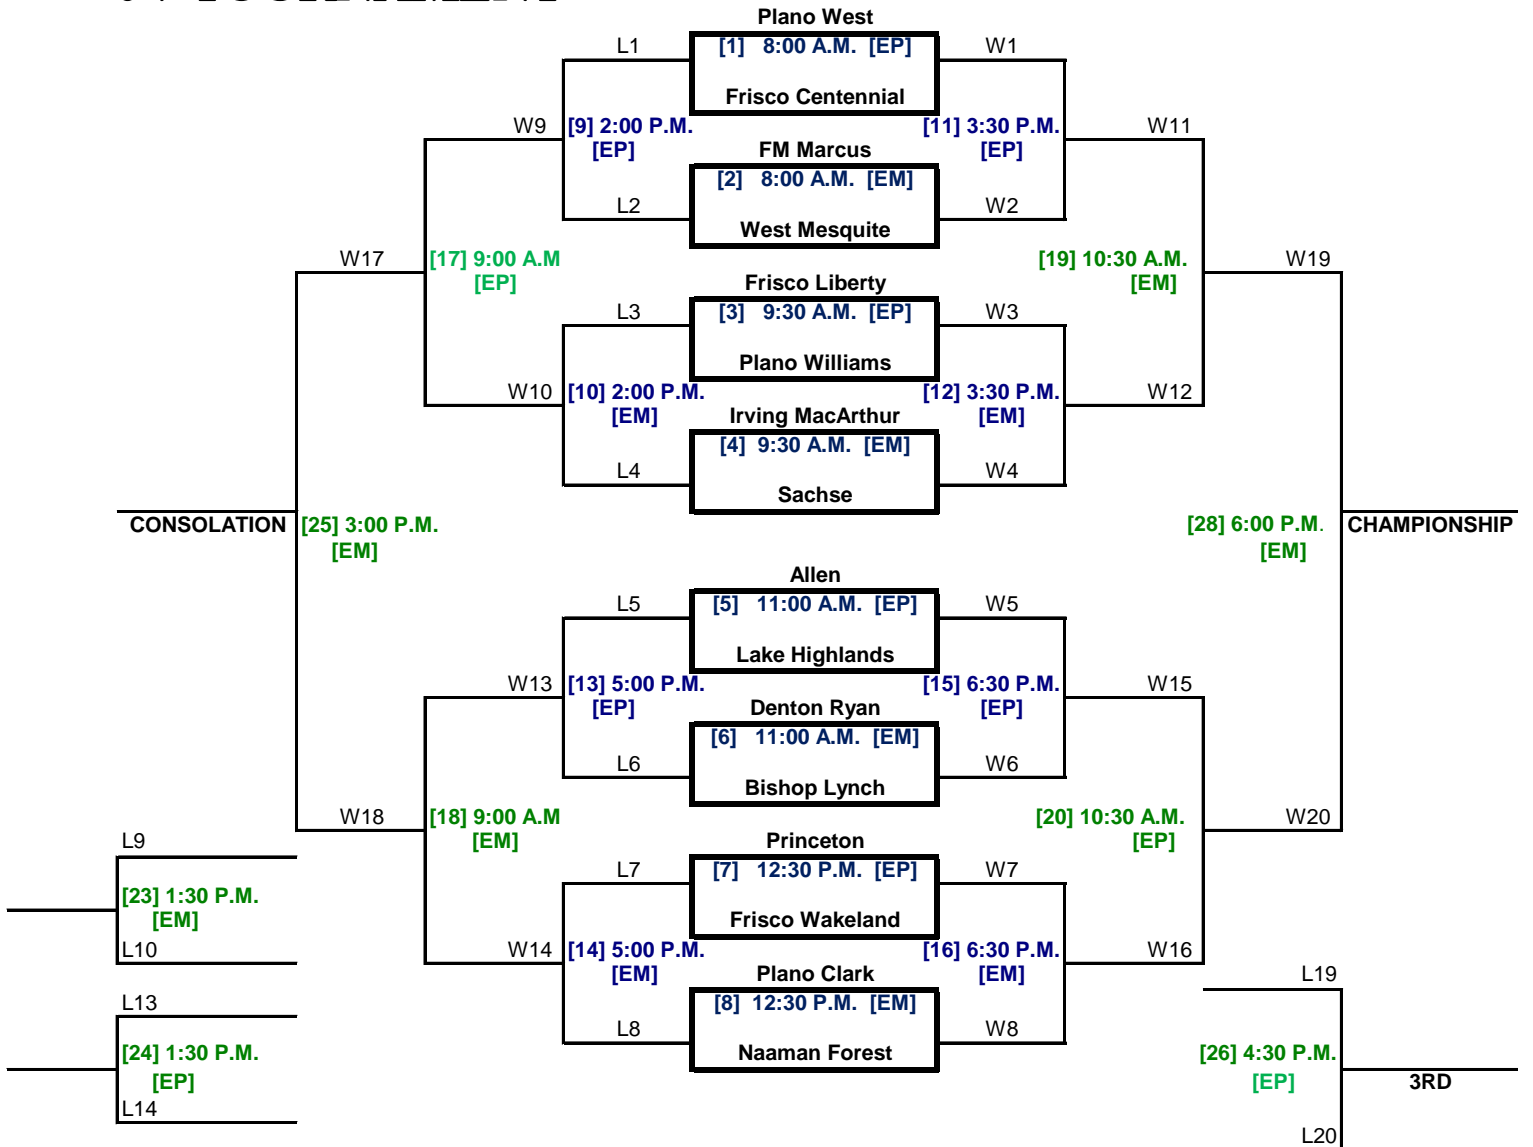 Plano West
L1 [1] 8:00 A.M. [EP] W1
Frisco Centennial
W9 [9] 2:00 P.M. [11] 3:30 P.M. W11
[EP] FM Marcus [EP]
[2] 8:00 A.M. [EM]
L2 W2
West Mesquite
W17 [17] 9:00 A.M [19] 10:30 A.M. W19
[EP] Frisco Liberty [EM]
L3 [3] 9:30 A.M. [EP] W3
Plano Williams
W10 [10] 2:00 P.M. [12] 3:30 P.M. W12
[EM] Irving MacArthur [EM]
[4] 9:30 A.M. [EM]
L4 W4
Sachse
CONSOLATION [25] 3:00 P.M. [28] 6:00 P.M. CHAMPIONSHIP
[EM] [EM]
Allen
L5 [5] 11:00 A.M. [EP] W5
Lake Highlands
W13 [13] 5:00 P.M. [15] 6:30 P.M. W15
[EP] Denton Ryan [EP]
[6] 11:00 A.M. [EM]
L6 W6
Bishop Lynch
W18 [18] 9:00 A.M [20] 10:30 A.M. W20
L9 [EM] Princeton [EP]
L7 [7] 12:30 P.M. [EP] W7
[23] 1:30 P.M.
[EM] Frisco Wakeland
L10 W14 [14] 5:00 P.M. [16] 6:30 P.M. W16
[EM] Plano Clark [EM] L19
L13 [8] 12:30 P.M. [EM]
L8 W8
[24] 1:30 P.M. Naaman Forest [26] 4:30 P.M.
[EP] [EP] 3RD
L14
L20